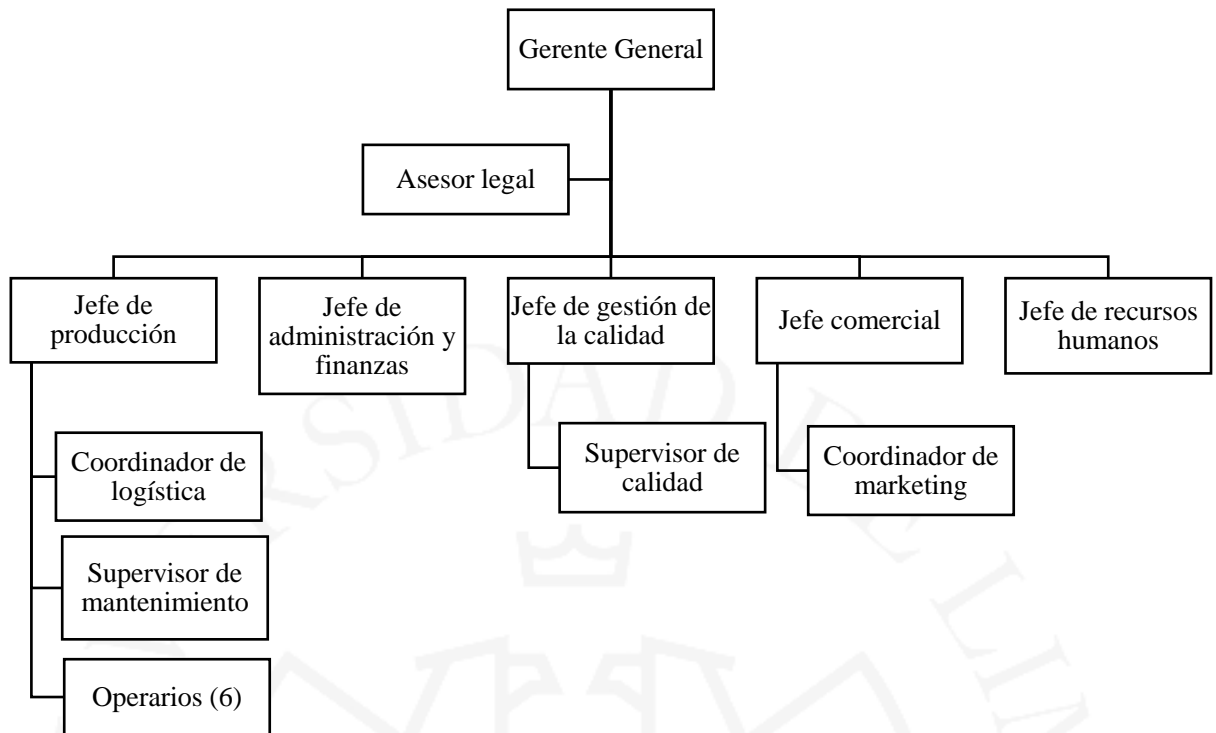 Gerente General
Asesor legal
Jefe de
producción
Jefe de
administración y
finanzas
Jefe de gestión de
la calidad
Jefe comercial
Jefe de recursos
humanos
Coordinador de
logística
Supervisor de
calidad
Coordinador de
marketing
Supervisor de
mantenimiento
Operarios (6)